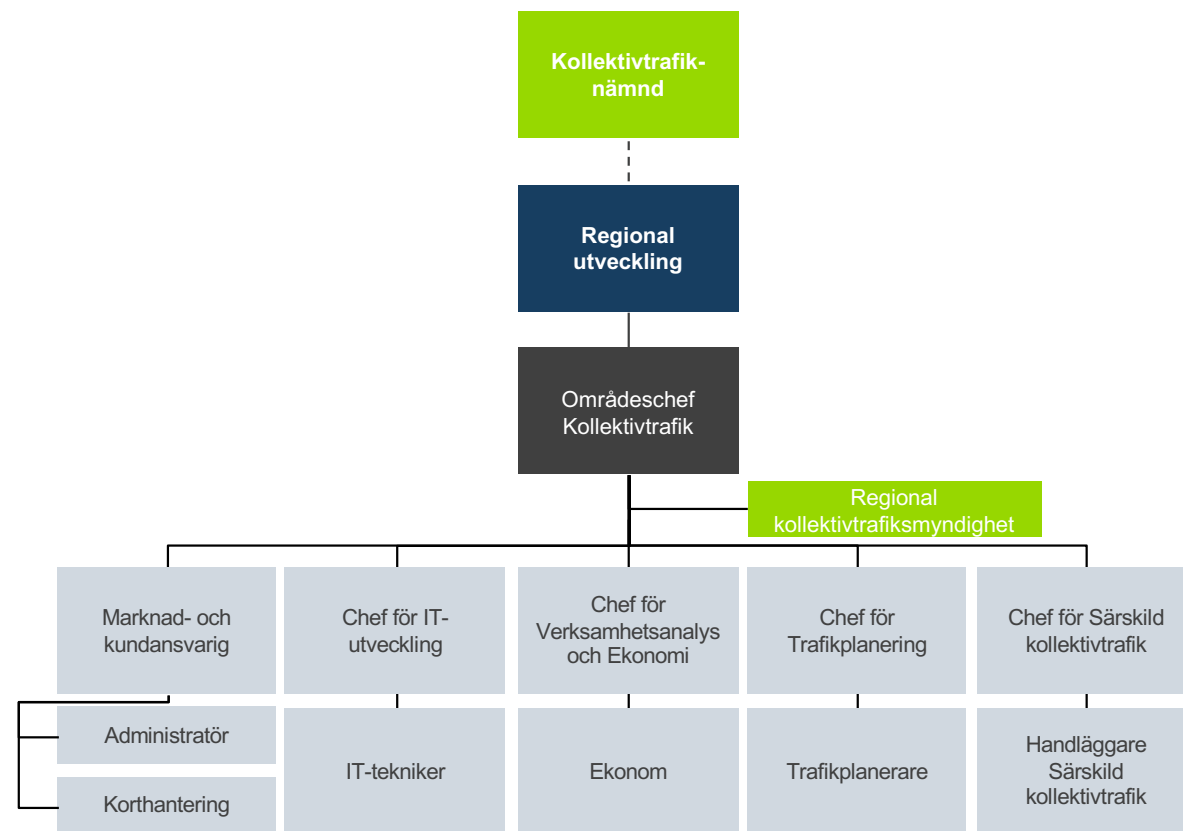 Kollektivtrafik-
nämnd
Regional
utveckling
Områdeschef
Kollektivtrafik
Regional
kollektivtrafiksmyndighet
Marknad- och
kundansvarig
Chef för IT-
utveckling
Chef för
Verksamhetsanalys
och Ekonomi
Chef för
Trafikplanering
Chef för Särskild
kollektivtrafik
Administratör
Korthantering
IT-tekniker
Ekonom
Trafikplanerare
Handläggare
Särskild
kollektivtrafik